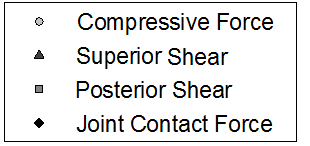 Compressive Force
Superior Shear
Posterior Shear
Joint Contact Force